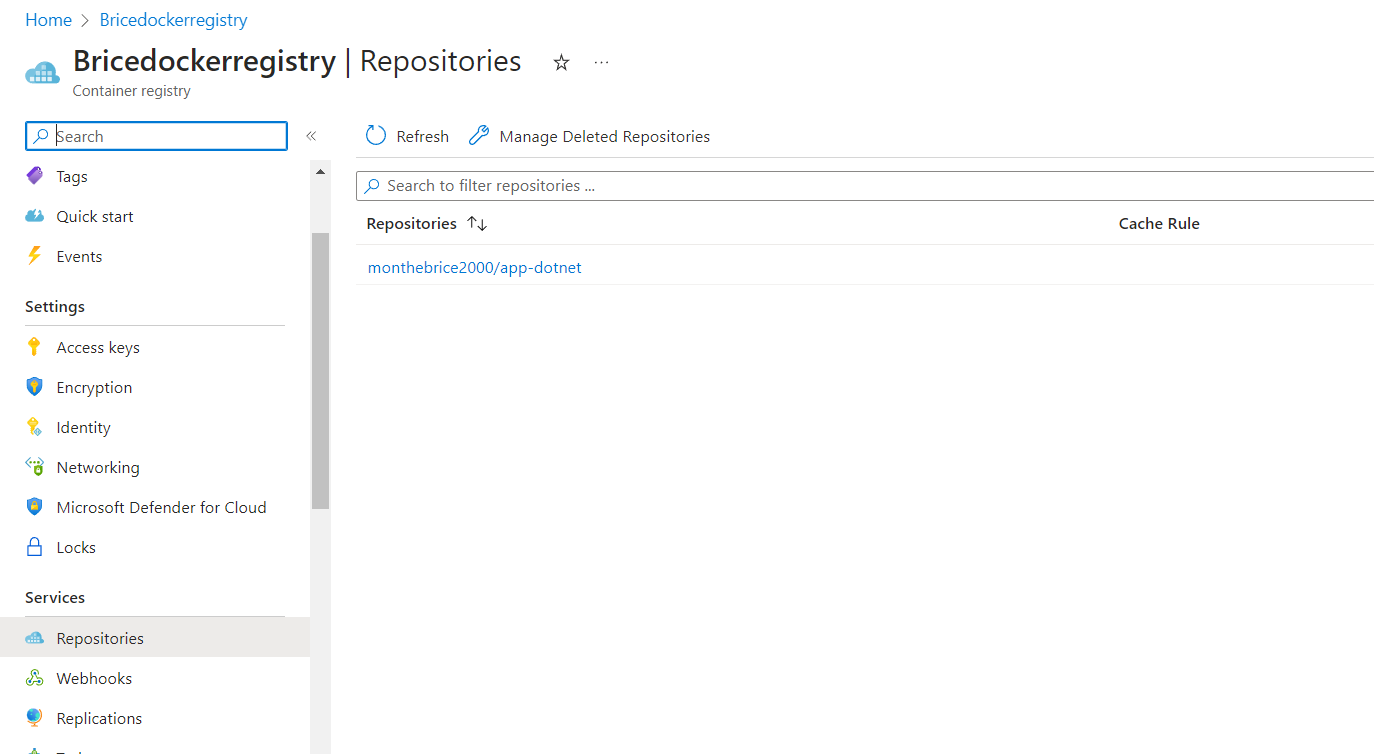 Home > Bricedockerregistry
Bricedockerregistry | Repositories
Container registry
Search
Tags
Quick start
Events
Settings
Access keys
Encryption
Identity
Networking
Microsoft Defender for Cloud
Locks
Services
Repositories
Webhooks
Replications
Refresh
Manage Deleted Repositories
Search to filter repositories ...
Repositories
Cache Rule
monthebrice2000/app-dotnet